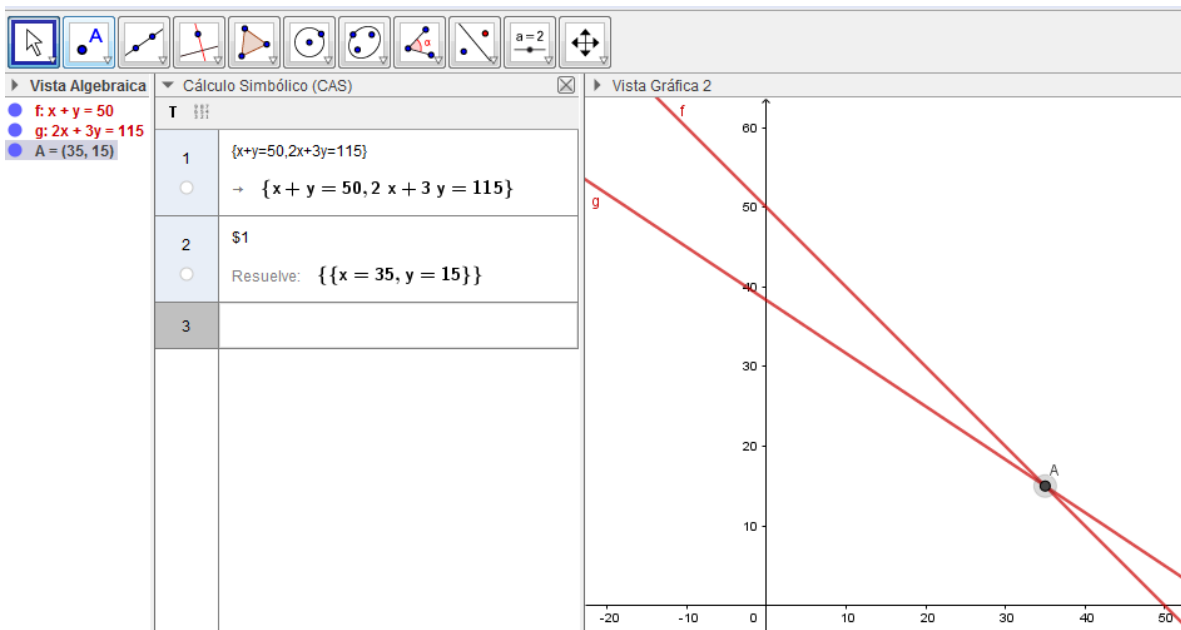 A
α
a = 2
Vista Algebraica
f: x + y = 50
g: 2x + 3y = 115
A = (35, 15)
Cálculo Simbólico (CAS)
T
1
{x+y=50,2x+3y=115}
→ {x + y = 50, 2 x + 3 y = 115}
2
$1
Resuelve: {{x = 35, y = 15}}
3
Vista Gráfica 2
f
g
A
60
50
40
30
20
10
-20 -10 0 10 20 30 40 50